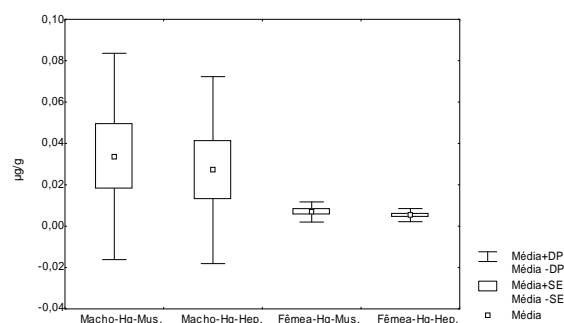 0,10
0,08
0,06
0,04
0,02
0,00
-0,02
-0,04
µg/g
Macho-Hg-Mus.
Macho-Hg-Hep.
Fêmea-Hg-Mus.
Fêmea-Hg-Hep.
Média+DP
Média -DP
Média+SE
Média -SE
Média